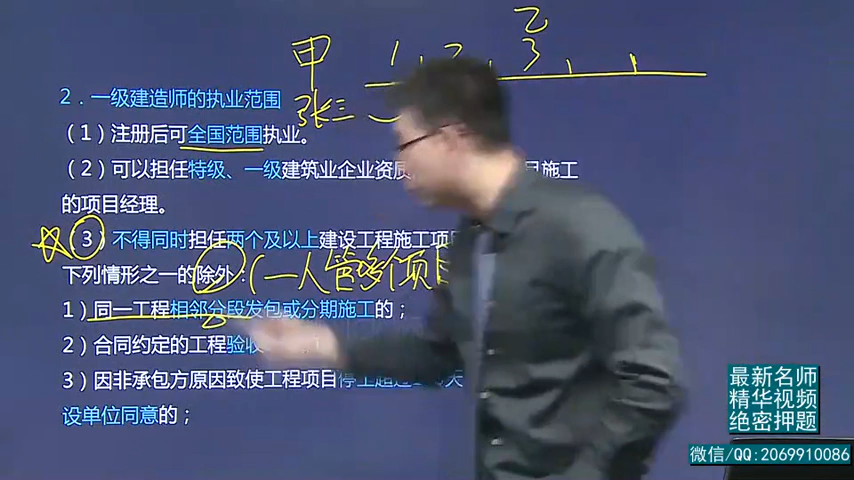 乙
甲 1 2 3
2．一级建造师的执业范围
张三
（1）注册后可全国范围执业。
（2）可以担任特级、一级建筑业企业资质 目施工
的项目经理。
（3）不得同时担任两个及以上建设工程施工项
下列情形之一的除外：(一人管多个项目
1）同一工程相邻分段发包或分期施工的；
2）合同约定的工程验收
3）因非承包方原因致使工程项目停工超过 天
设单位同意的；
最新名师
精华视频
绝密押题
微信/QQ:2069910086